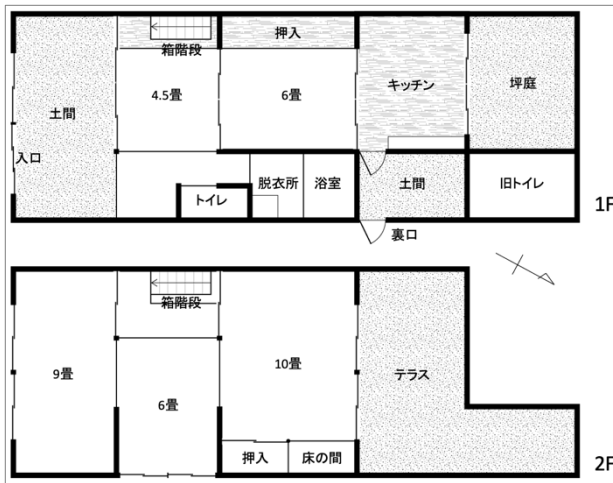 押入
箱階段
土間
4.5畳
6畳
キッチン
坪庭
入口
トイレ
脱衣所
浴室
土間
旧トイレ
1F
裏口
箱階段
9畳
6畳
10畳
テラス
押入
床の間
2F